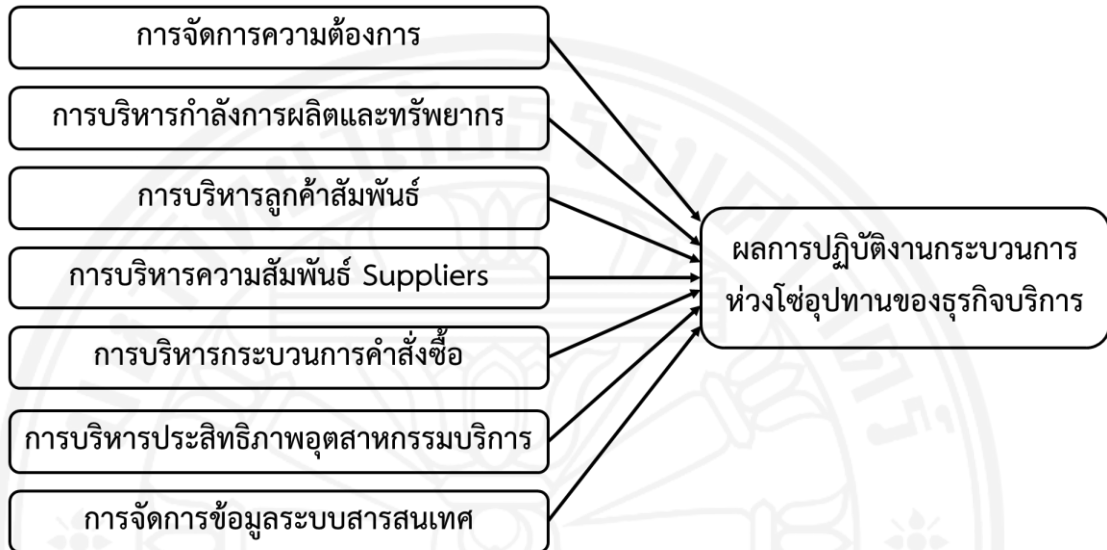 การจัดการความต้องการ
การบริหารกำลังการผลิตและทรัพยากร
การบริหารลูกค้าสัมพันธ์
การบริหารความสัมพันธ์ Suppliers
การบริหารกระบวนการคำสั่งซื้อ
การบริหารประสิทธิภาพอุตสาหกรรมบริการ
การจัดการข้อมูลระบบสารสนเทศ
ผลการปฏิบัติงานกระบวนการ
ห่วงโซ่อุปทานของธุรกิจบริการ